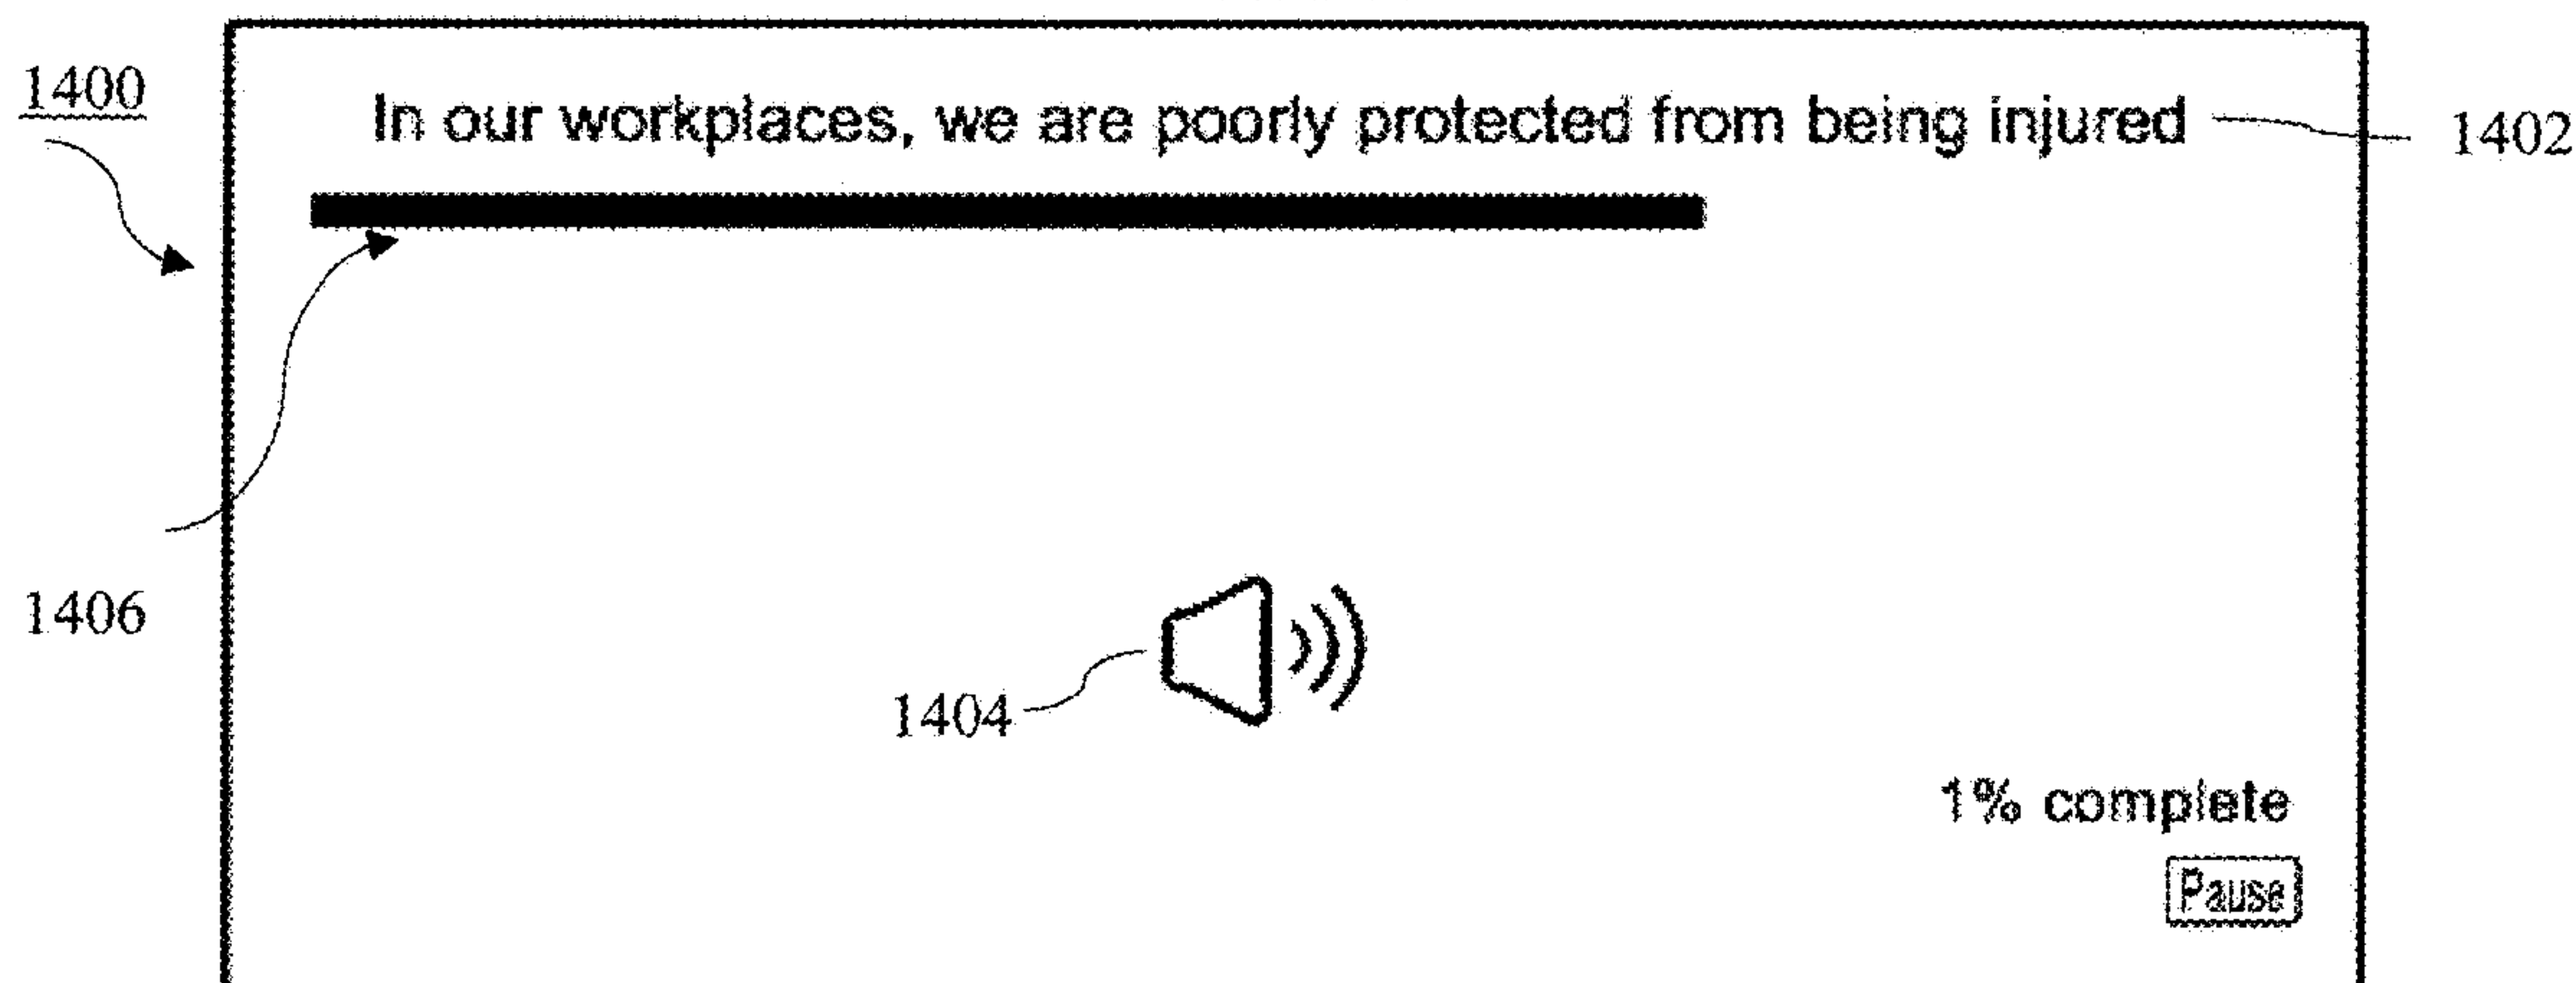 1400
In our workplaces, we are poorly protected from being injured
1402
1406
1404
1% complete
Pause